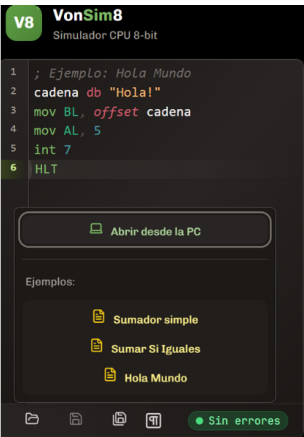 V8
VonSim8
Simulador CPU 8-bit
1 ; Ejemplo: Hola Mundo
2 cadena db "Hola!"
3 mov BL, offset cadena
4 mov AL, 5
5 int 7
6 HLT
Abrir desde la PC
Ejemplos:
Sumador simple
Sumar Si Iguales
Hola Mundo
¶ Sin errores